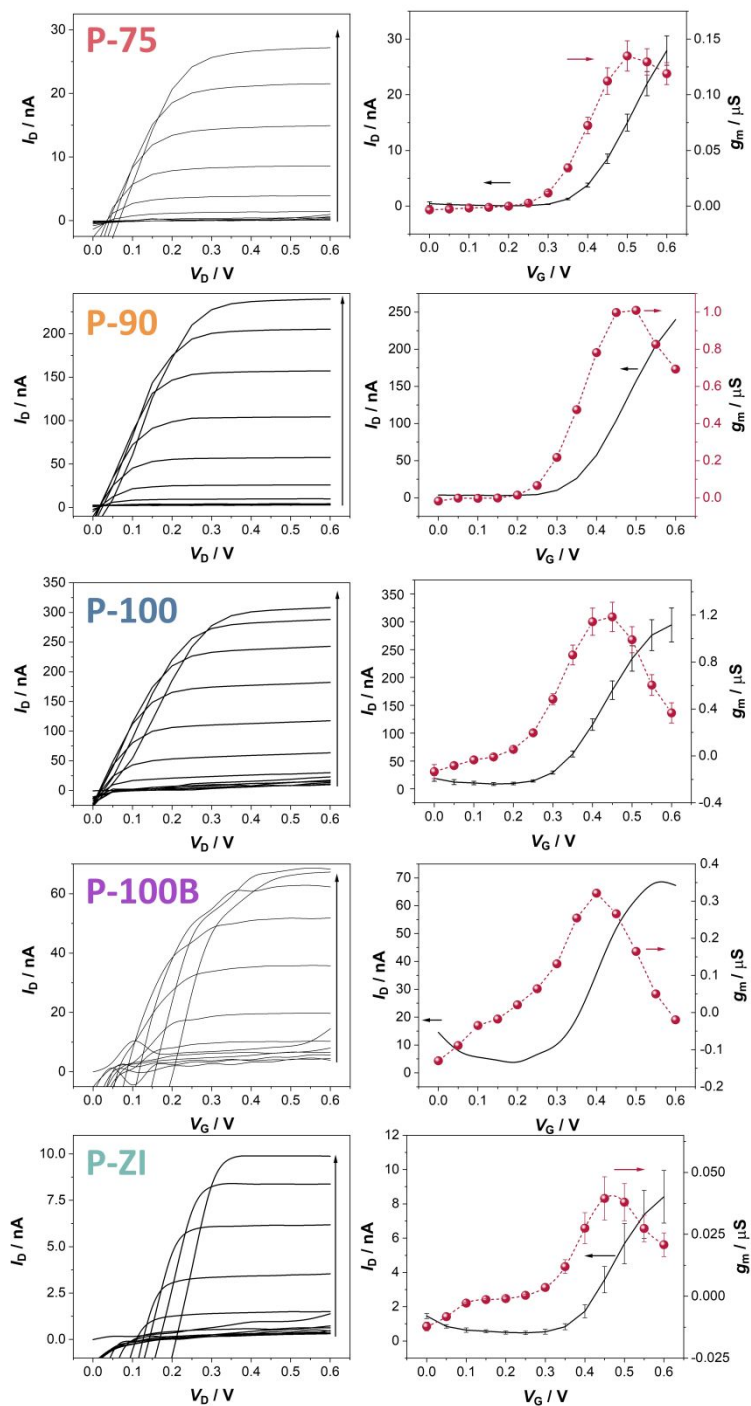 P-75
I_D / nA
30
20
10
0
0.0 0.1 0.2 0.3 0.4 0.5 0.6
V_D / V
I_D / nA
30
25
20
15
10
5
0
0.15
0.10
0.05
0.00
g_m / µS
0.0 0.1 0.2 0.3 0.4 0.5 0.6
V_G / V
P-90
I_D / nA
200
150
100
50
0
0.0 0.1 0.2 0.3 0.4 0.5 0.6
V_D / V
I_D / nA
250
200
150
100
50
0
1.0
0.8
0.6
0.4
0.2
0.0
g_m / µS
0.0 0.1 0.2 0.3 0.4 0.5 0.6
V_G / V
P-100
I_D / nA
350
300
250
200
150
100
50
0
0.0 0.1 0.2 0.3 0.4 0.5 0.6
V_D / V
I_D / nA
350
300
250
200
150
100
50
0
1.2
0.8
0.4
0.0
-0.4
g_m / µS
0.0 0.1 0.2 0.3 0.4 0.5 0.6
V_G / V
P-100B
I_D / nA
60
40
20
0
0.0 0.1 0.2 0.3 0.4 0.5 0.6
V_G / V
I_D / nA
70
60
50
40
30
20
10
0
0.4
0.3
0.2
0.1
0.0
-0.1
-0.2
g_m / µS
0.0 0.1 0.2 0.3 0.4 0.5 0.6
V_G / V
P-ZI
I_D / nA
10.0
7.5
5.0
2.5
0.0
0.0 0.1 0.2 0.3 0.4 0.5 0.6
V_D / V
I_D / nA
12
10
8
6
4
2
0
0.050
0.025
0.000
-0.025
g_m / µS
0.0 0.1 0.2 0.3 0.4 0.5 0.6
V_G / V